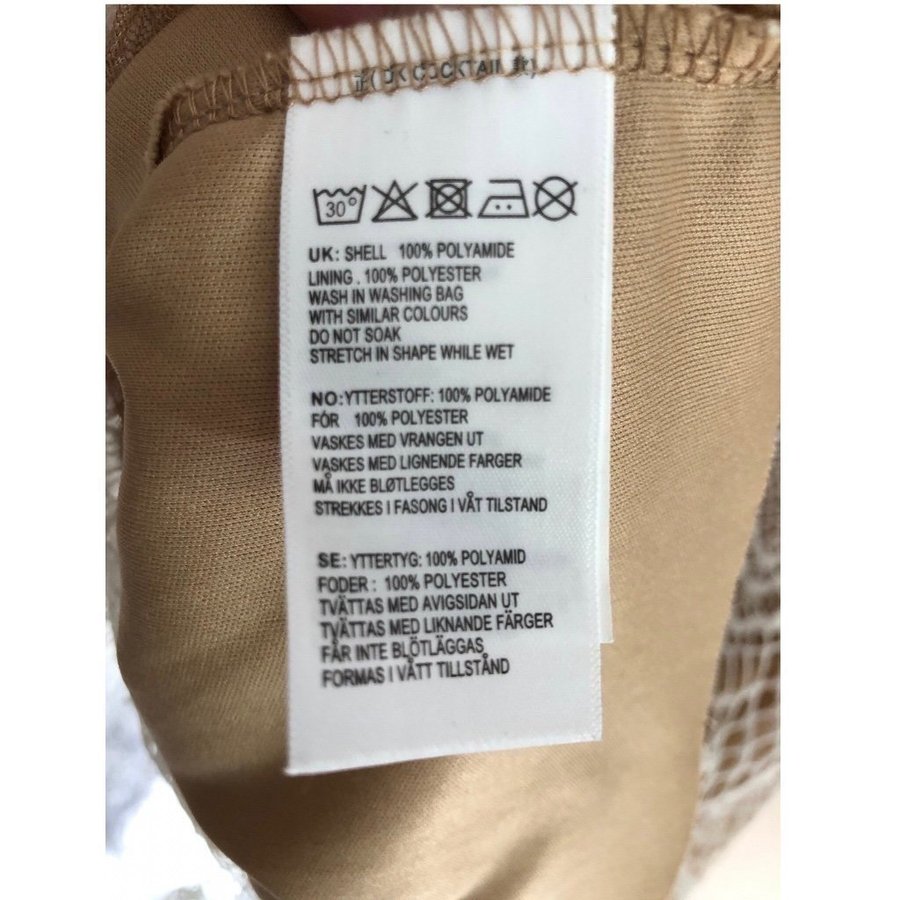 COCKTAIL
30°
UK: SHELL 100% POLYAMIDE
LINING . 100% POLYESTER
WASH IN WASHING BAG
WITH SIMILAR COLOURS
DO NOT SOAK
STRETCH IN SHAPE WHILE WET
NO:YTTERSTOFF: 100% POLYAMIDE
FÓR 100% POLYESTER
VASKES MED VRANGEN UT
VASKES MED LIGNENDE FARGER
MÅ IKKE BLØTLEGGES
STREKKES I FASONG I VÅT TILSTAND
SE: YTTERTYG: 100% POLYAMID
FODER : 100% POLYESTER
TVÄTTAS MED AVIGSIDAN UT
TVÄTTAS MED LIKNANDE FÄRGER
FÅR INTE BLÖTLÄGGAS
FORMAS I VÅTT TILLSTÅND